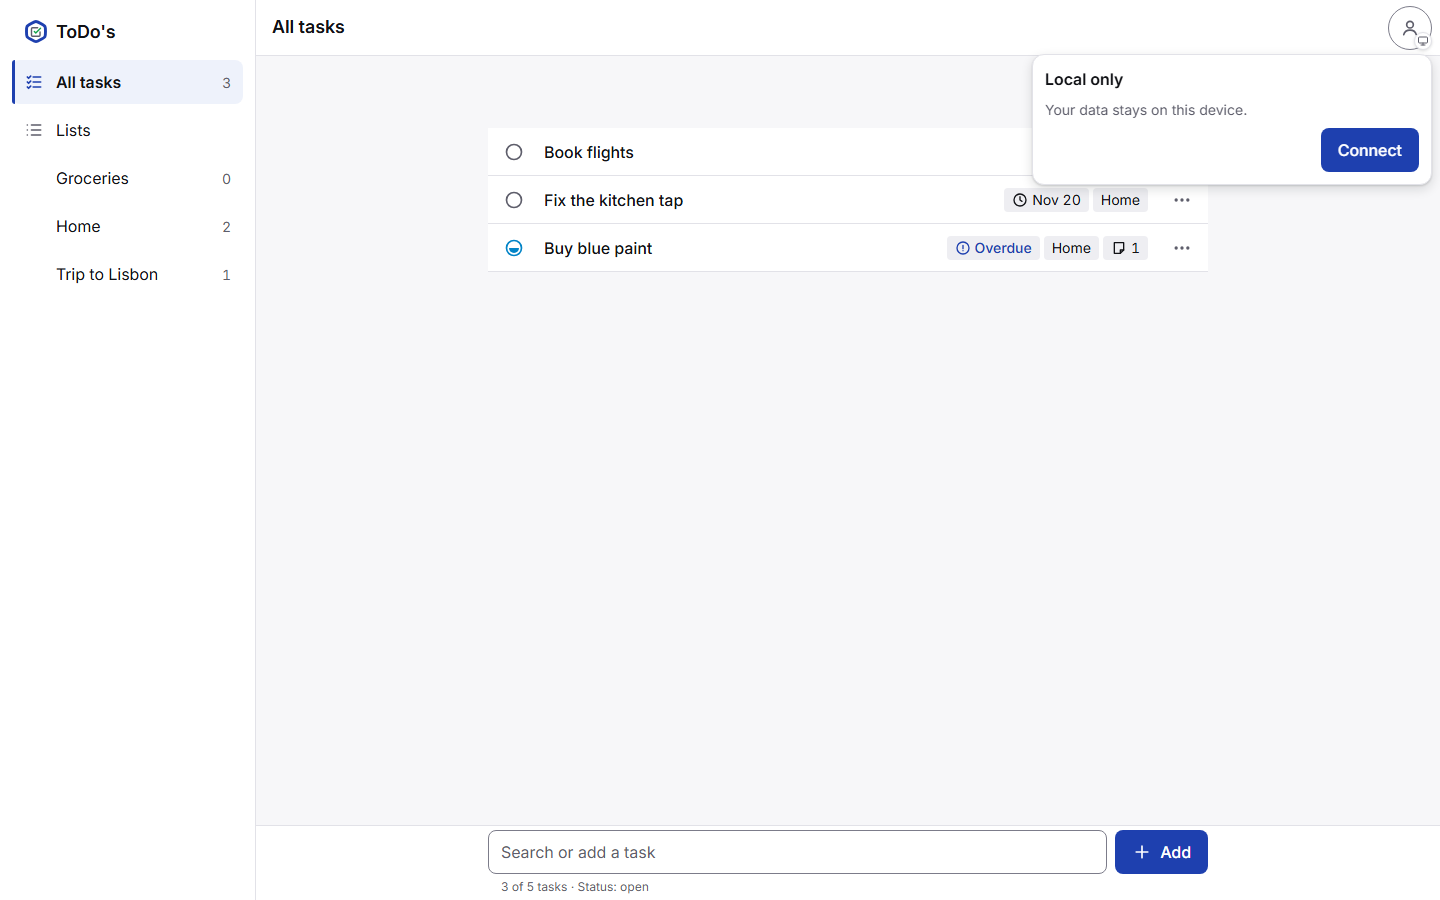 ToDo's
All tasks 3
Lists
Groceries 0
Home 2
Trip to Lisbon 1
All tasks
Local only
Your data stays on this device.
Connect
Book flights
Fix the kitchen tap Nov 20 Home
Buy blue paint Overdue Home 1
Search or add a task
Add
3 of 5 tasks · Status: open